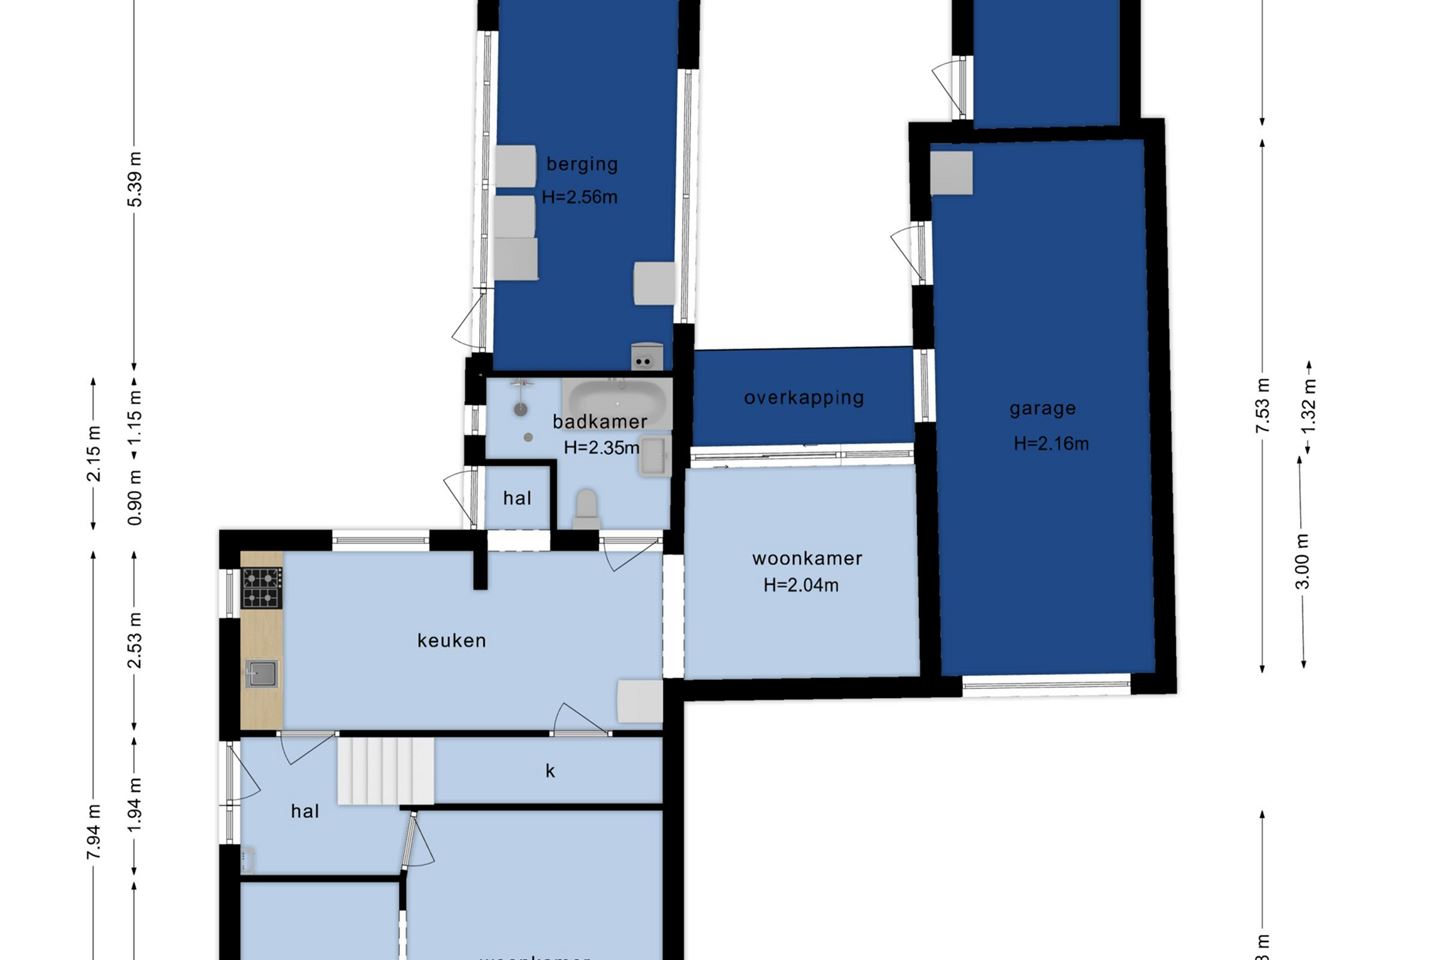 berging
H=2.56m
5.39 m
overkapping
garage
H=2.16m
badkamer
H=2.35m
hal
1.15 m
2.15 m
0.90 m
7.53 m
1.32 m
woonkamer
H=2.04m
3.00 m
keuken
2.53 m
k
hal
1.94 m
7.94 m